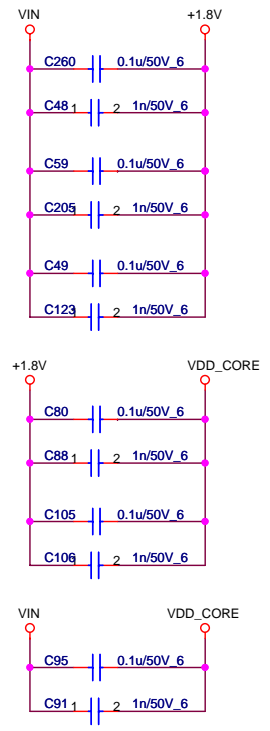 VIN +1.8V
C260 0.1u/50V_6
C48 1 2 1n/50V_6
C59 0.1u/50V_6
C205 1 2 1n/50V_6
C49 0.1u/50V_6
C123 1 2 1n/50V_6
+1.8V VDD_CORE
C80 0.1u/50V_6
C88 1 2 1n/50V_6
C105 0.1u/50V_6
C106 1 2 1n/50V_6
VIN VDD_CORE
C95 0.1u/50V_6
C91 1 2 1n/50V_6